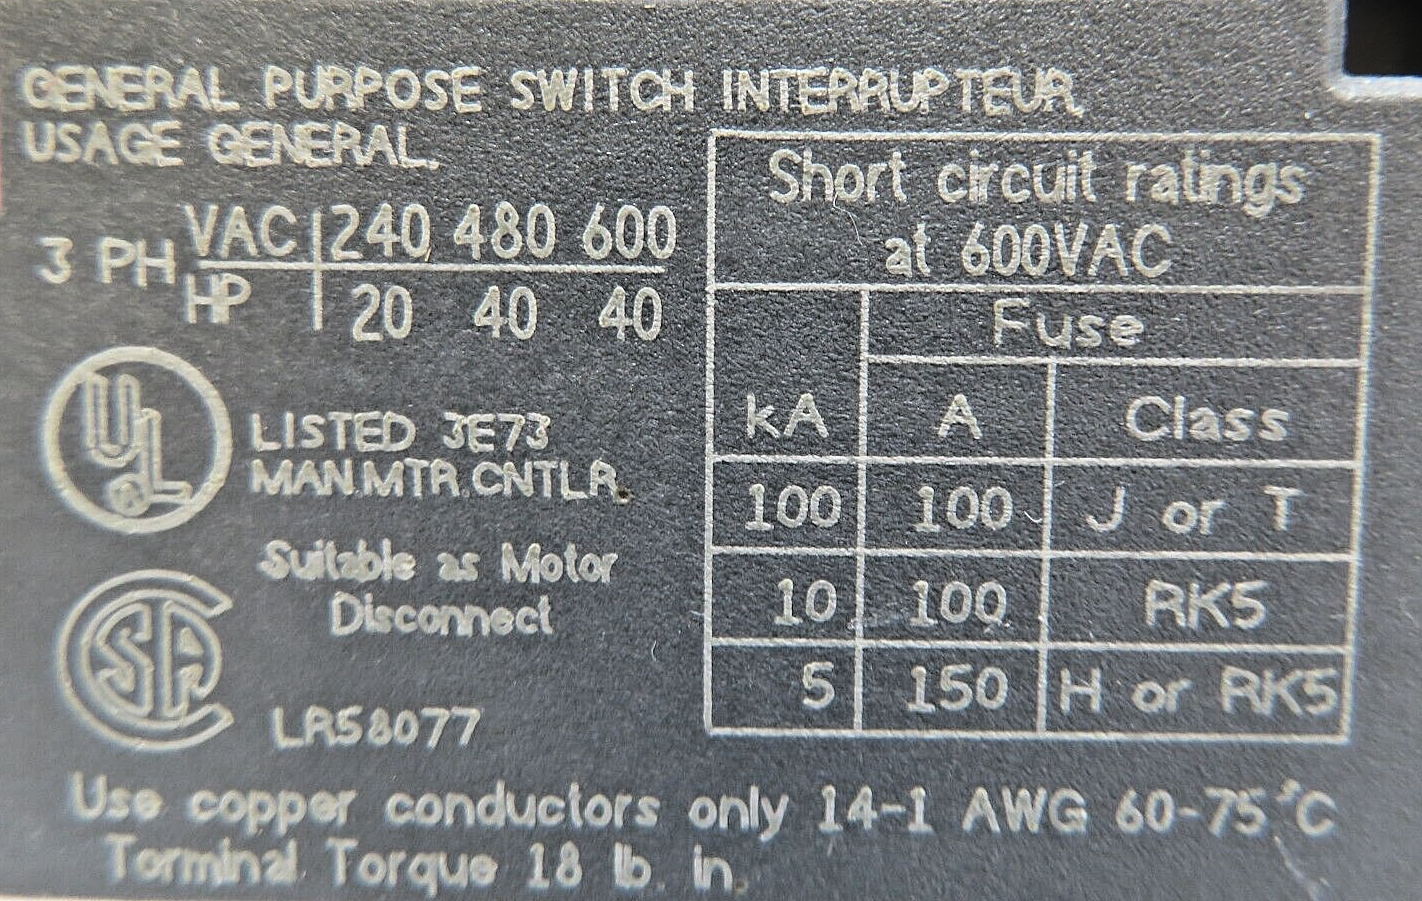 GENERAL PURPOSE SWITCH INTERRUPTEUR
USAGE GENERAL.
3 PH VAC 240 480 600
HP 20 40 40
UL
LISTED 3E73
MAN.MTR.CNTLR.
Suitable as Motor
Disconnect
SA
LR58077
Short circuit ratings
at 600VAC
Fuse
kA A Class
100 100 J or T
10 100 RK5
5 150 H or RK5
Use copper conductors only 14-1 AWG 60-75°C
Terminal Torque 18 lb. in.